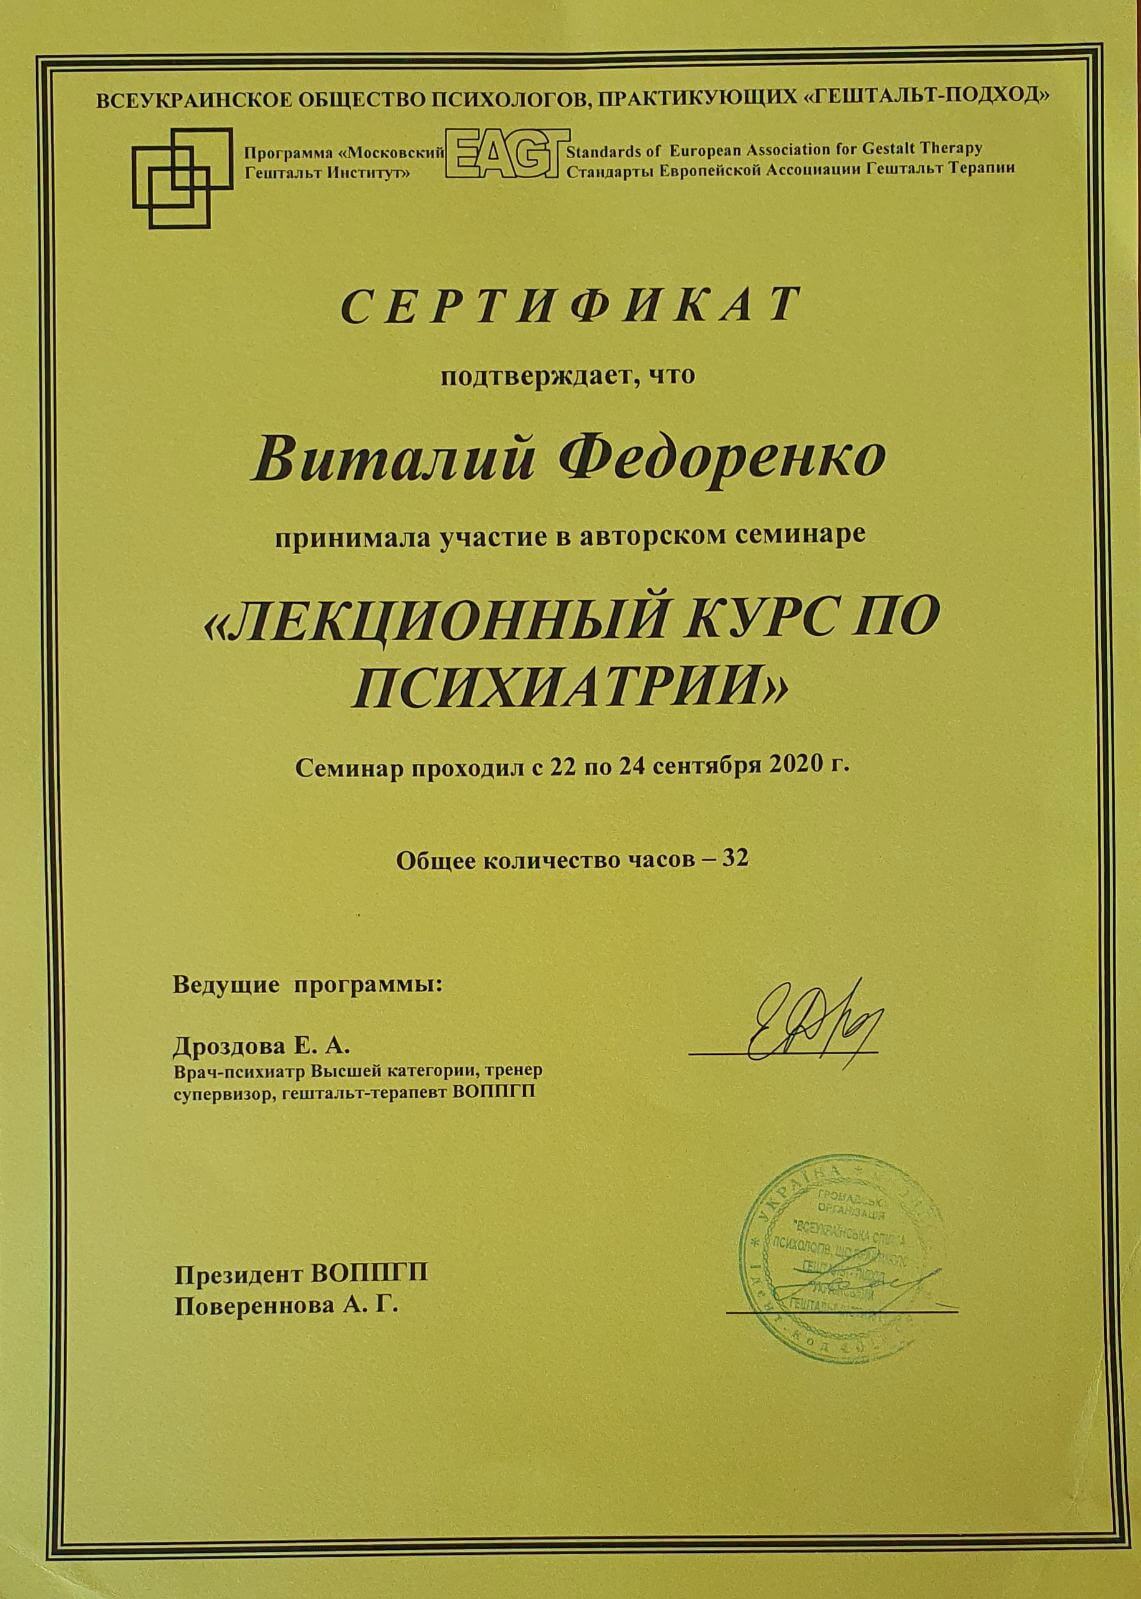 ВСЕУКРАИНСКОЕ ОБЩЕСТВО ПСИХОЛОГОВ, ПРАКТИКУЮЩИХ «ГЕШТАЛЬТ-ПОДХОД»
Программа «Московский
Гештальт Институт»
EAGT
Standards of European Association for Gestalt Therapy
Стандарты Европейской Ассоциации Гештальт Терапии
СЕРТИФИКАТ
подтверждает, что
Виталий Федоренко
принимала участие в авторском семинаре
«ЛЕКЦИОННЫЙ КУРС ПО
ПСИХИАТРИИ»
Семинар проходил с 22 по 24 сентября 2020 г.
Общее количество часов – 32
Ведущие программы:
Дроздова Е. А.
Врач-психиатр Высшей категории, тренер
супервизор, гештальт-терапевт ВОППГП
УКРАЇНА
ОРГАНІЗАЦІЯ
"ВСЕУКРАЇНСЬКА
Президент ВОППГП
Повереннова А. Г.